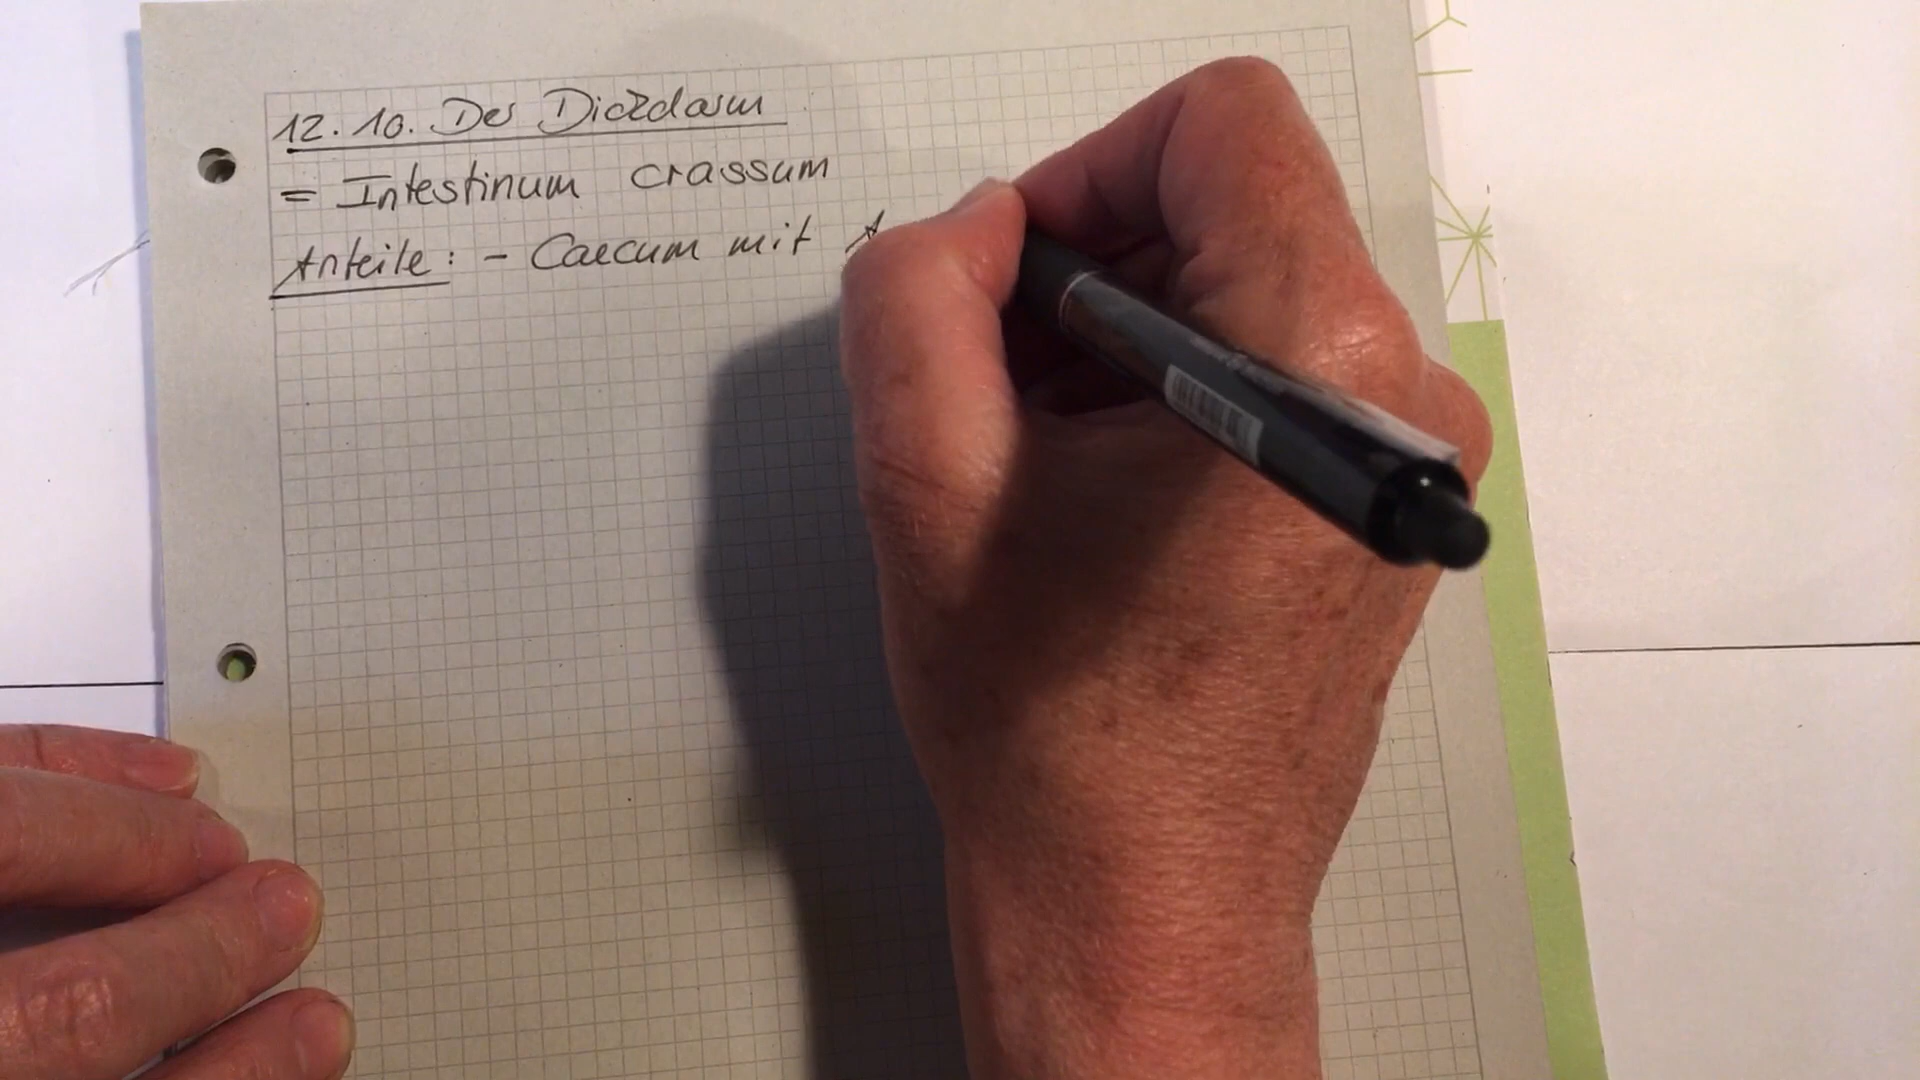 12.10. Der Dickdarm
= Intestinum crassum
Anteile: - Caecum mit A